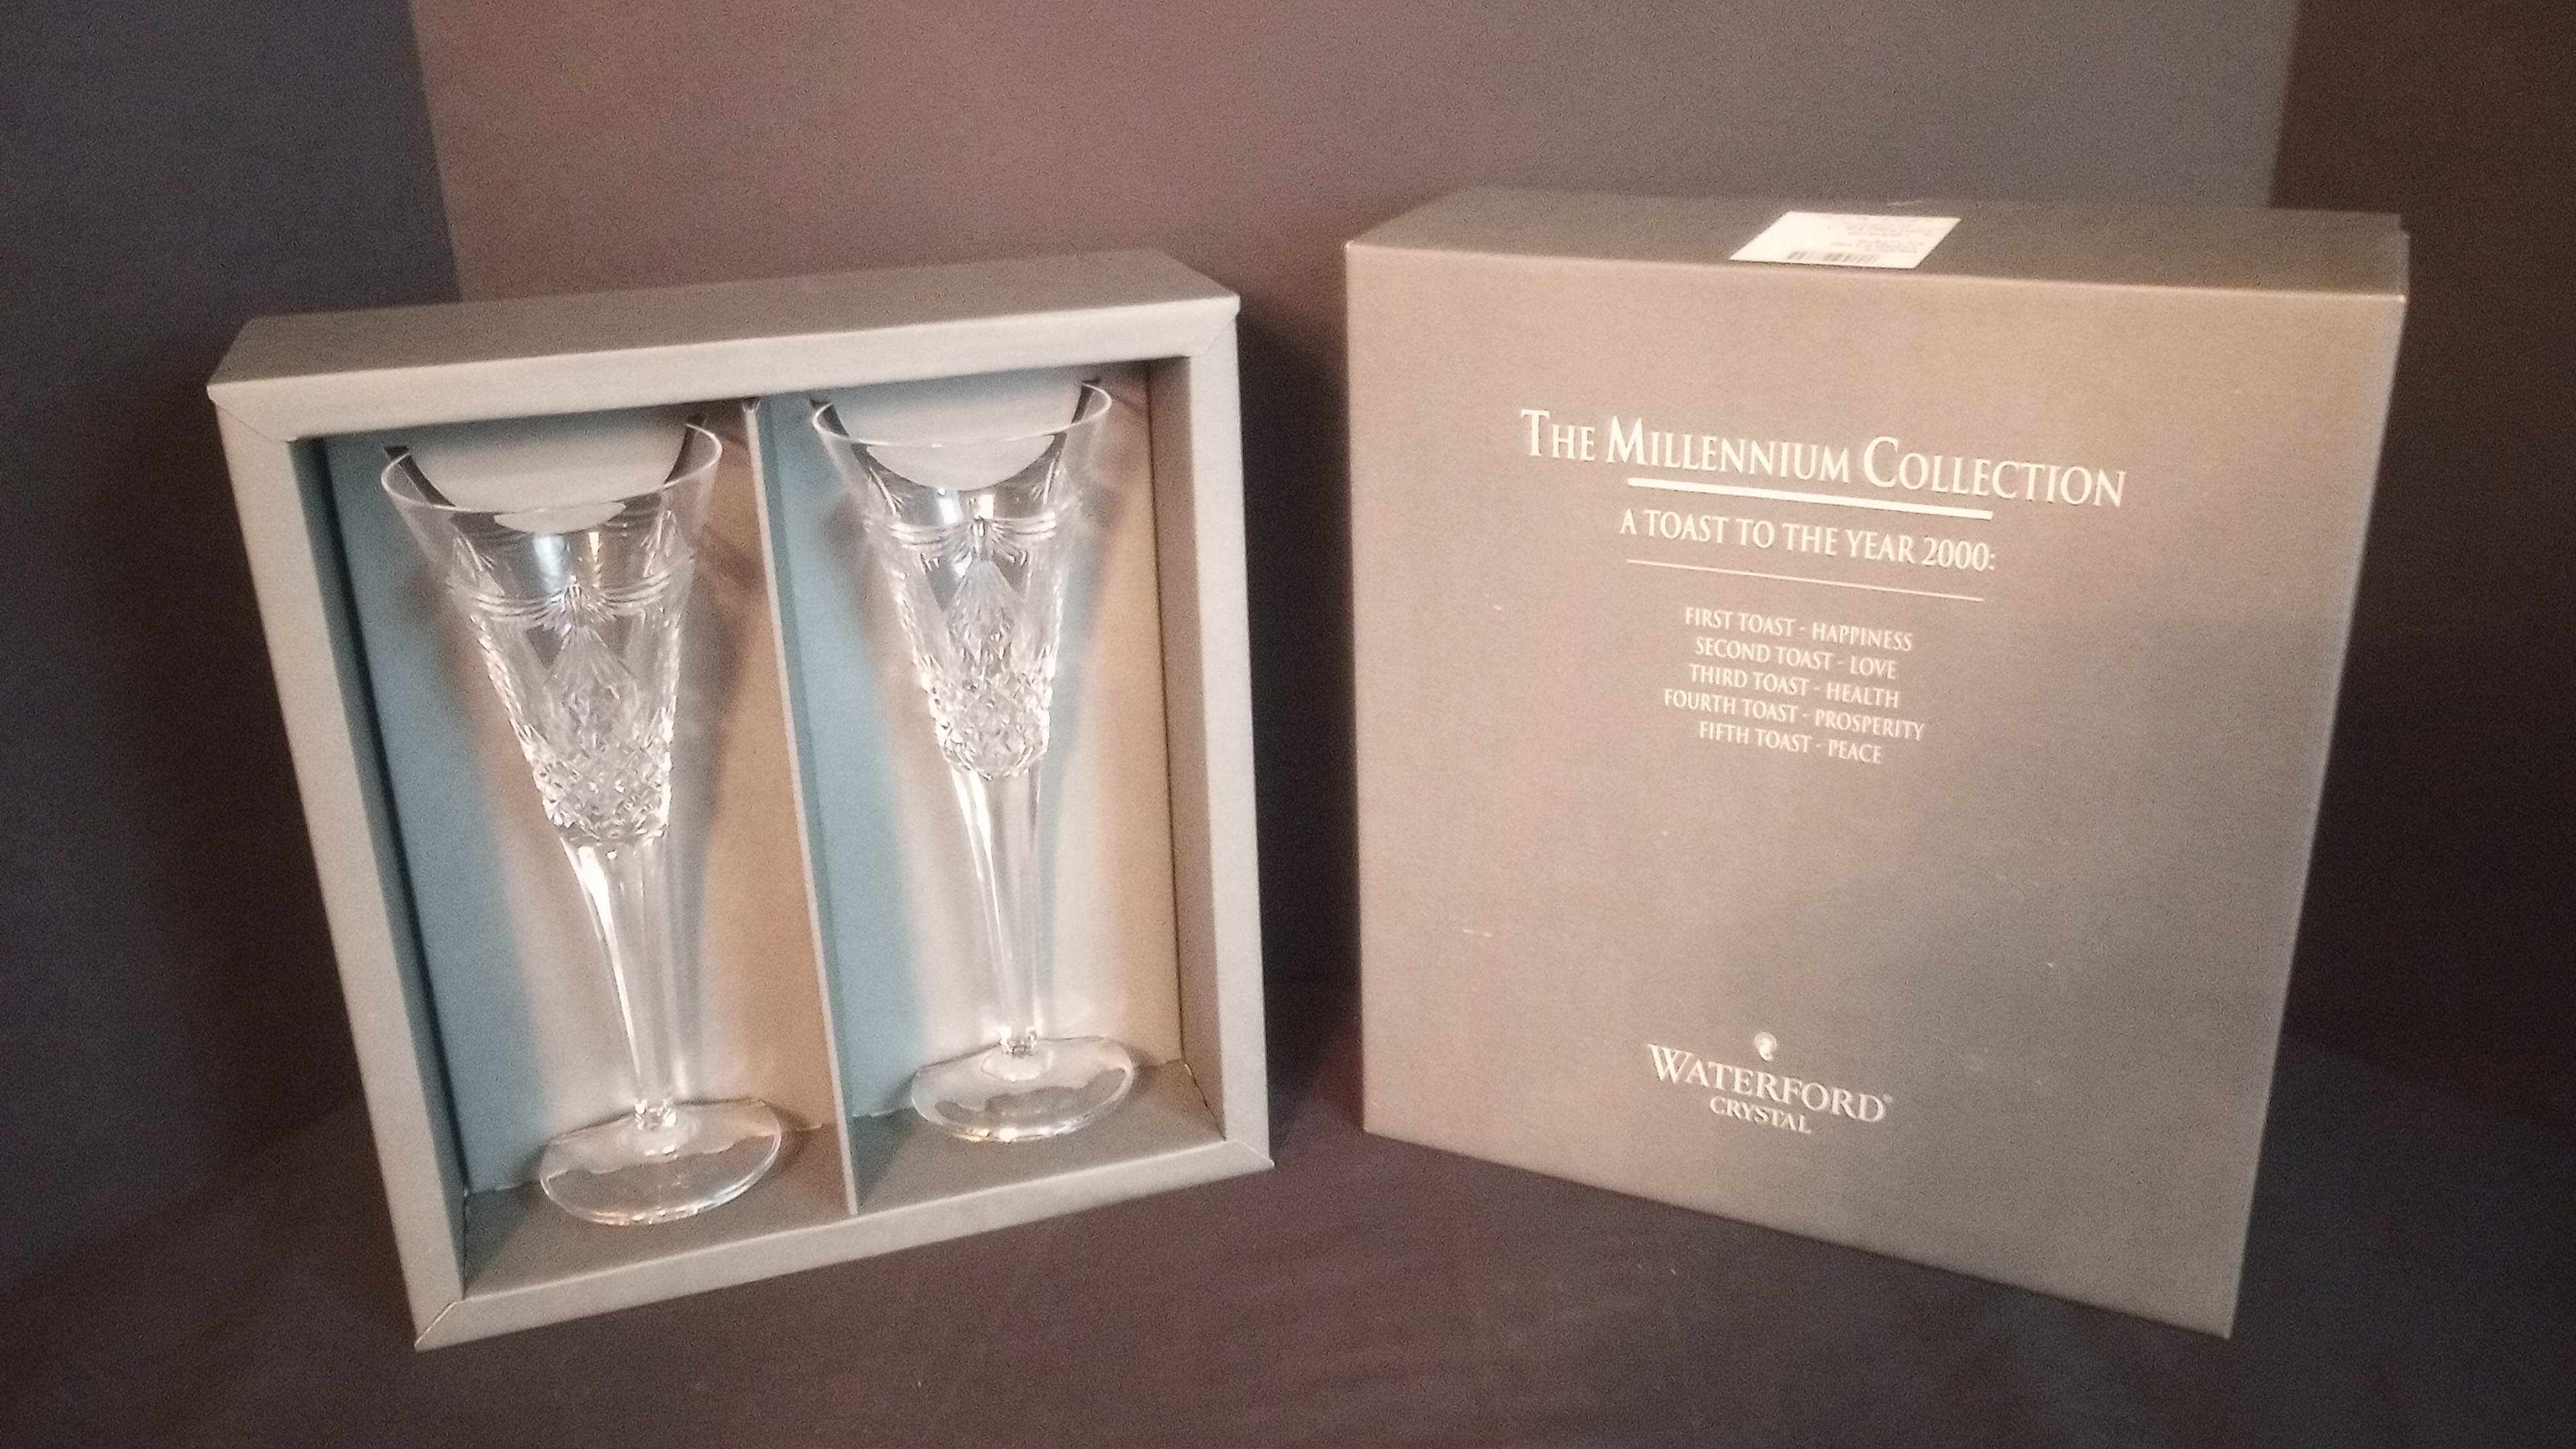 THE MILLENNIUM COLLECTION
A TOAST TO THE YEAR 2000:
FIRST TOAST - HAPPINESS
SECOND TOAST - LOVE
THIRD TOAST - HEALTH
FOURTH TOAST - PROSPERITY
FIFTH TOAST - PEACE
WATERFORD®
CRYSTAL